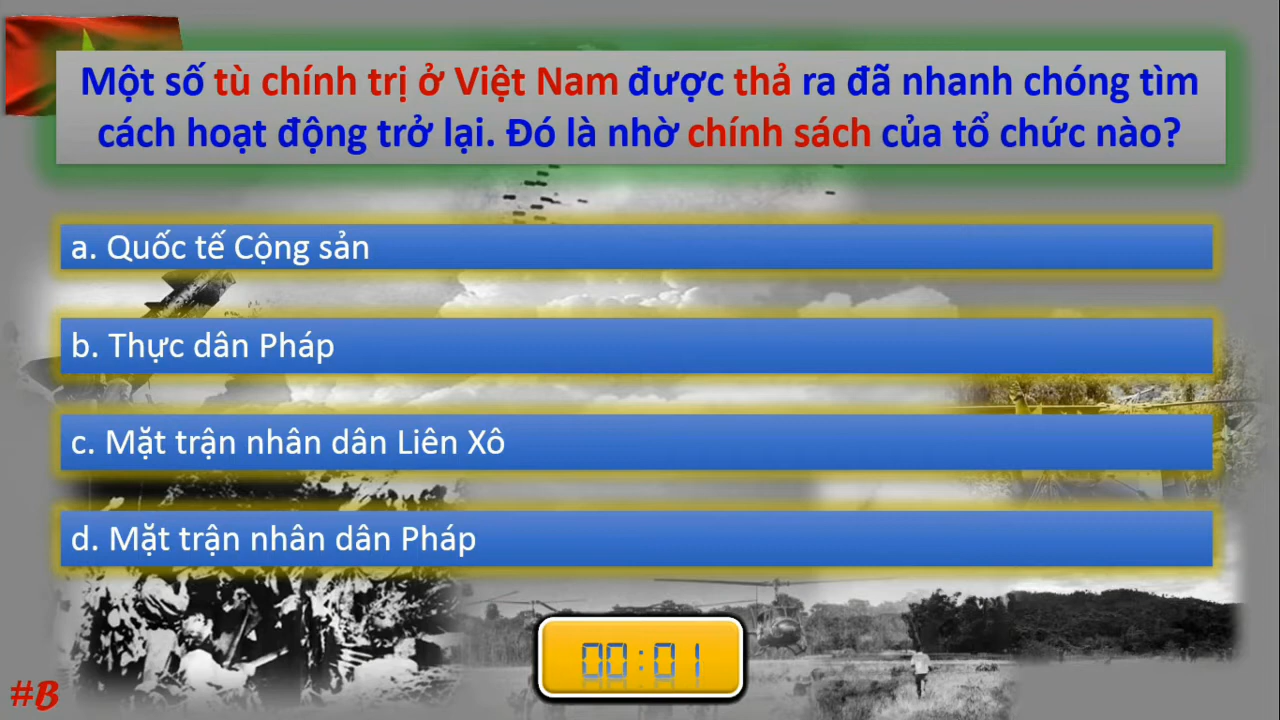 Một số tù chính trị ở Việt Nam được thả ra đã nhanh chóng tìm
cách hoạt động trở lại. Đó là nhờ chính sách của tổ chức nào?
a. Quốc tế Cộng sản
b. Thực dân Pháp
c. Mặt trận nhân dân Liên Xô
d. Mặt trận nhân dân Pháp
00:01
#B